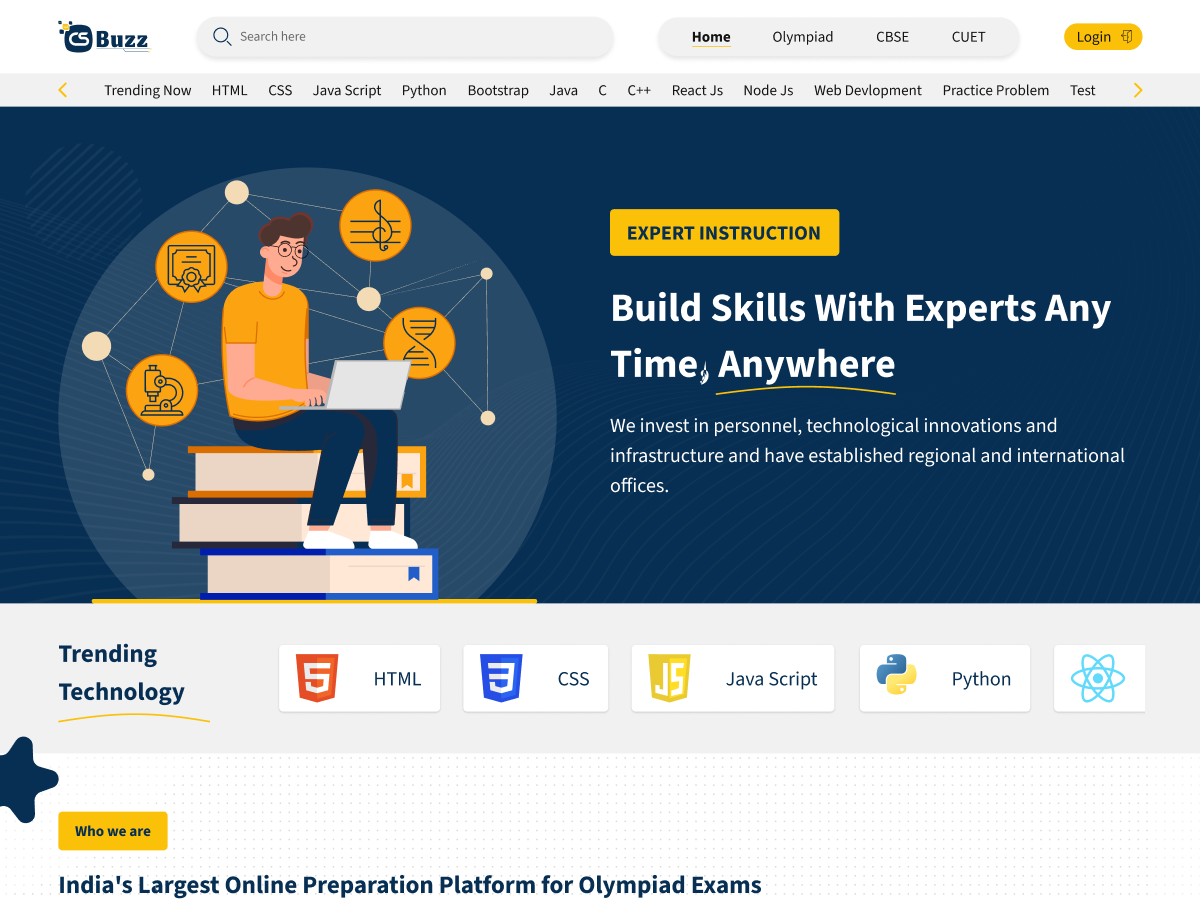 CS Buzz
Search here
Home Olympiad CBSE CUET
Login
Trending Now HTML CSS Java Script Python Bootstrap Java C C++ React Js Node Js Web Devlopment Practice Problem Test
EXPERT INSTRUCTION
Build Skills With Experts Any
Time, Anywhere
We invest in personnel, technological innovations and
infrastructure and have established regional and international
offices.
Trending
Technology
5 HTML
3 CSS
JS Java Script
Python
Who we are
India's Largest Online Preparation Platform for Olympiad Exams